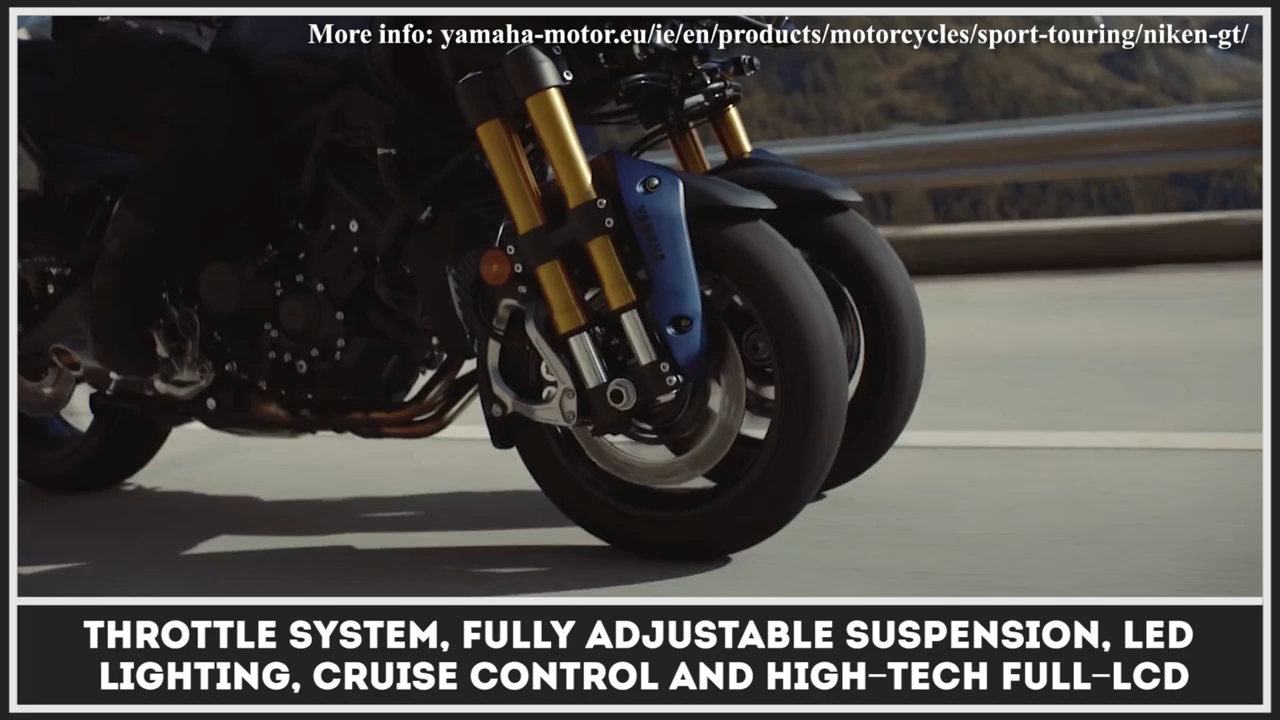 More info: yamaha-motor.eu/ie/en/products/motorcycles/sport-touring/niken-gt/
YAMAHA
THROTTLE SYSTEM, FULLY ADJUSTABLE SUSPENSION, LED
LIGHTING, CRUISE CONTROL AND HIGH-TECH FULL-LCD